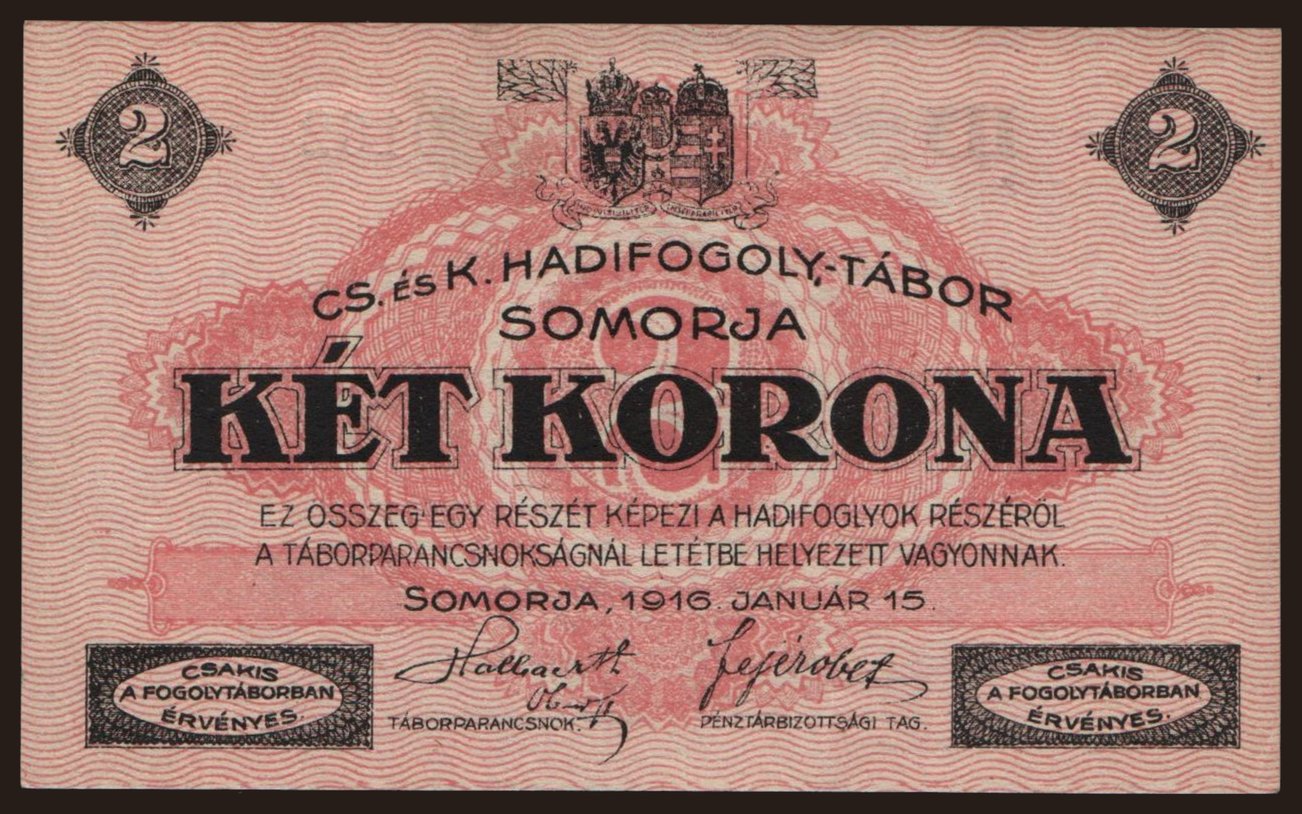 2
2
CS. ÉS K. HADIFOGOLY-TÁBOR
SOMORJA
2
KÉT KORONA
EZ ÖSSZEG EGY RÉSZÉT KÉPEZI A HADIFOGLYOK RÉSZÉRŐL
A TÁBORPARANCSNOKSÁGNÁL LETÉTBE HELYEZETT VAGYONNAK.
SOMORJA, 1916. JANUÁR 15.
CSAKIS
A FOGOLYTÁBORBAN
ÉRVÉNYES.
TÁBORPARANCSNOK.
PÉNZTÁRBIZOTTSÁGI TAG.
CSAKIS
A FOGOLYTÁBORBAN
ÉRVÉNYES.